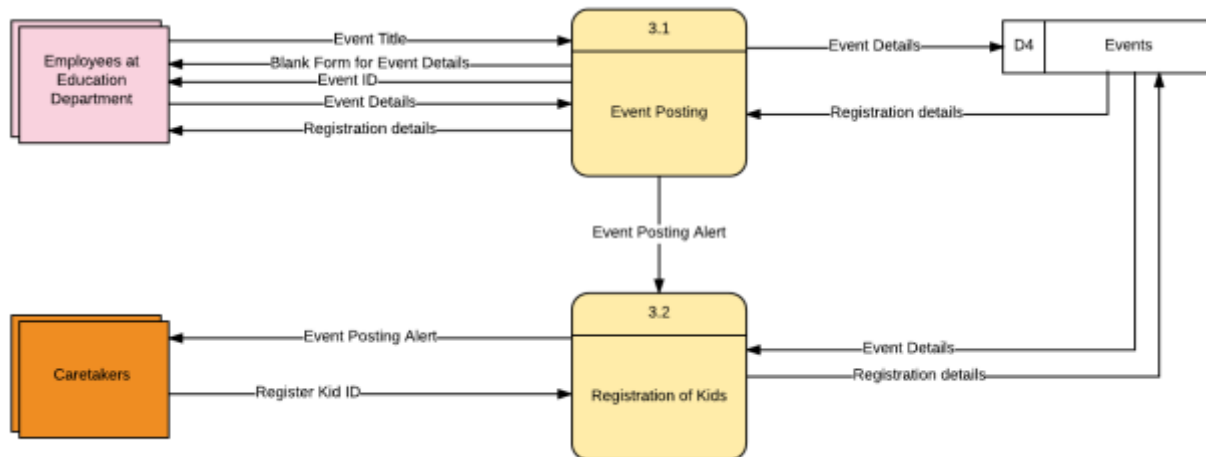 Employees at
Education
Department
Event Title
Blank Form for Event Details
Event ID
Event Details
Registration details
3.1
Event Posting
Event Details
D4
Events
Registration details
Event Posting Alert
Caretakers
Event Posting Alert
Register Kid ID
3.2
Registration of Kids
Event Details
Registration details